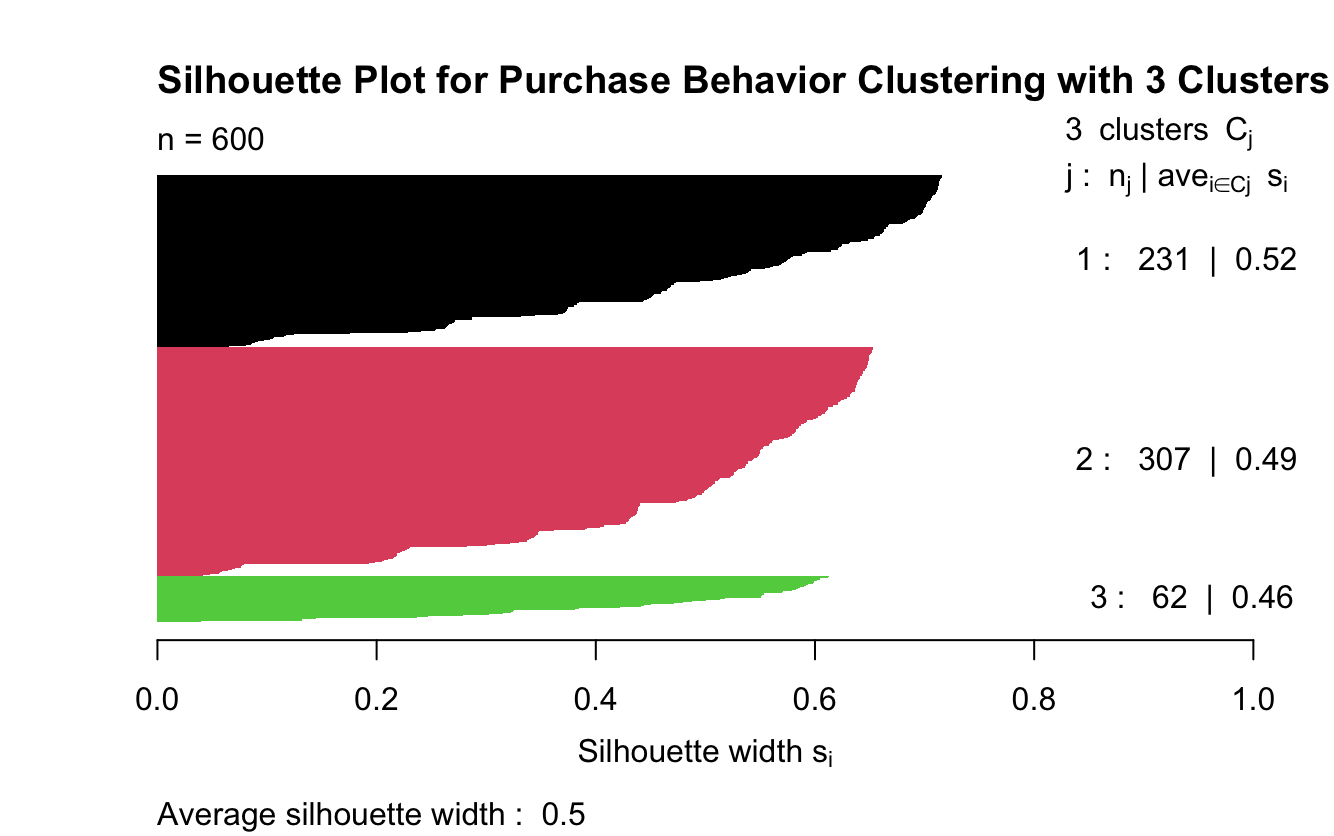 Silhouette Plot for Purchase Behavior Clustering with 3 Clusters
n = 600
3 clusters Cj
j : nj | avei∈Cj si
1 : 231 | 0.52
2 : 307 | 0.49
3 : 62 | 0.46
0.0 0.2 0.4 0.6 0.8 1.0
Silhouette width si
Average silhouette width : 0.5